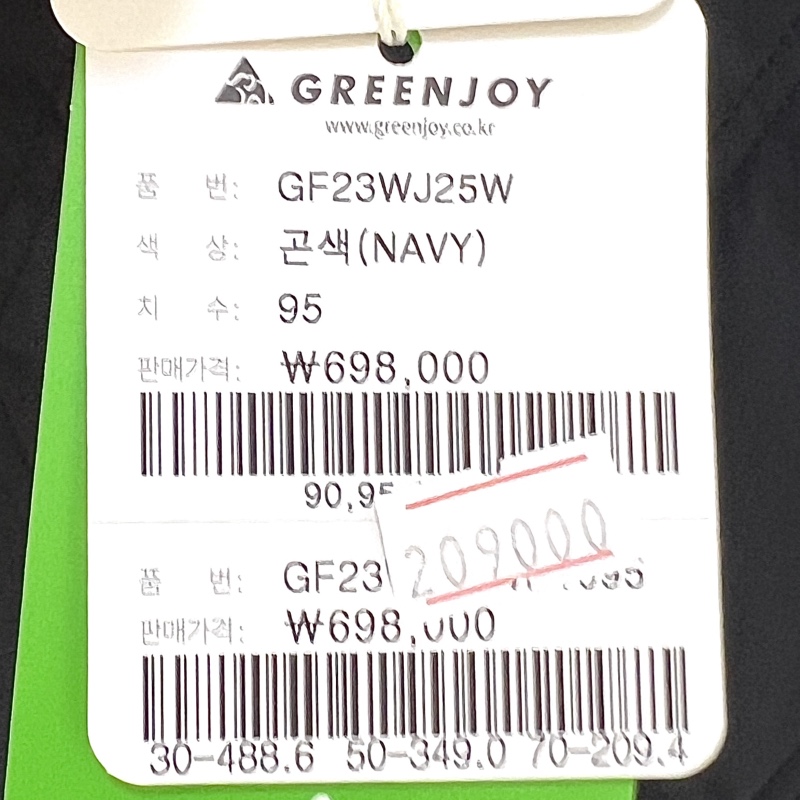 GREENJOY
www.greenjoy.co.kr
품 번: GF23WJ25W
색 상: 곤색(NAVY)
치 수: 95
판매가격: ₩698,000
90,95
209000
품 번: GF23
판매가격: ₩698,000
30-488.6 50-349.0 70-209.4